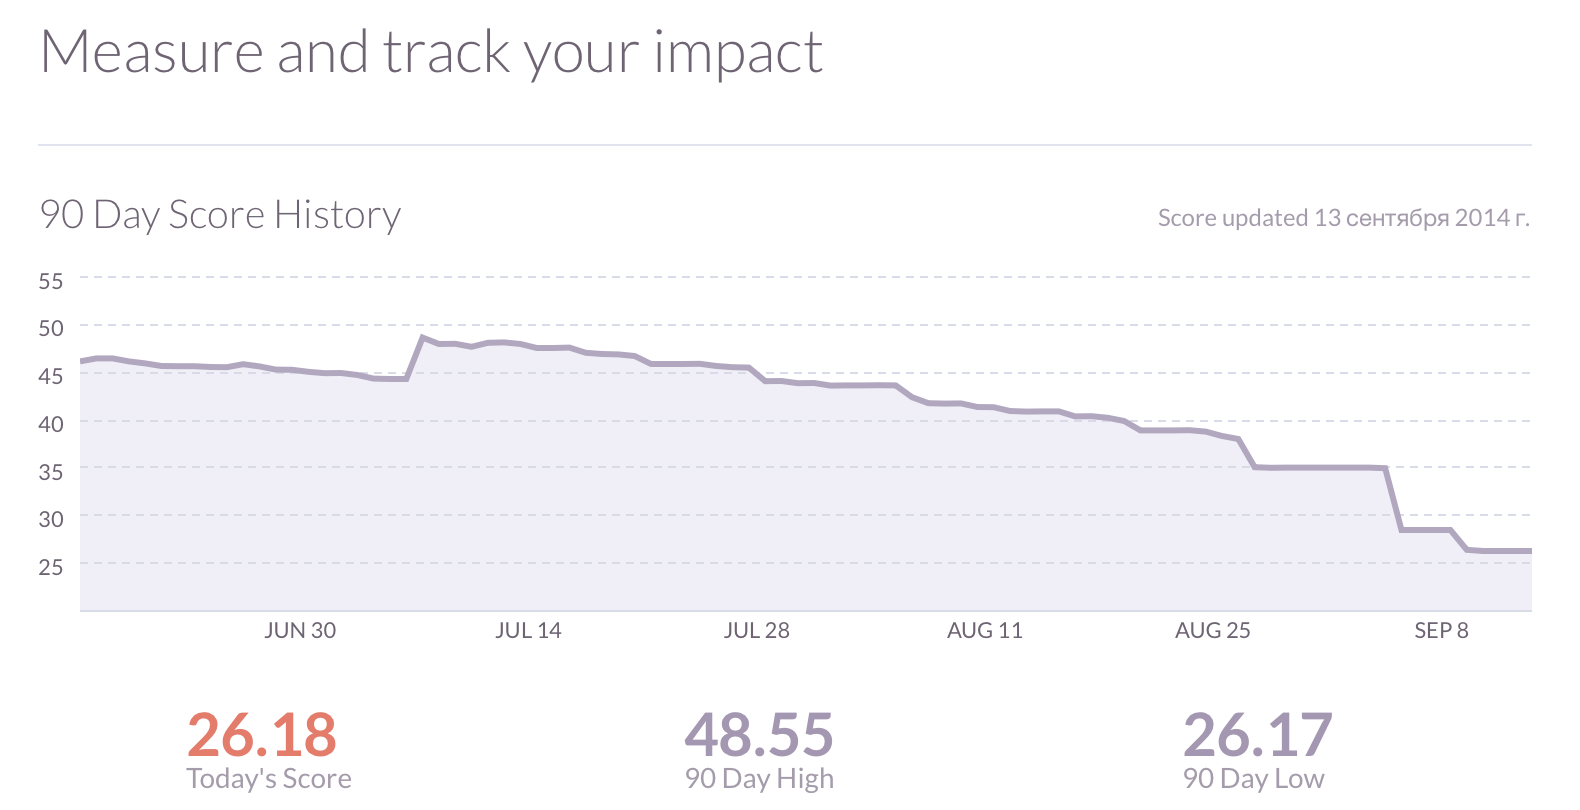 Measure and track your impact
90 Day Score History
Score updated 13 сентября 2014 г.
55
50
45
40
35
30
25
JUN 30 JUL 14 JUL 28 AUG 11 AUG 25 SEP 8
26.18 48.55 26.17
Today's Score 90 Day High 90 Day Low